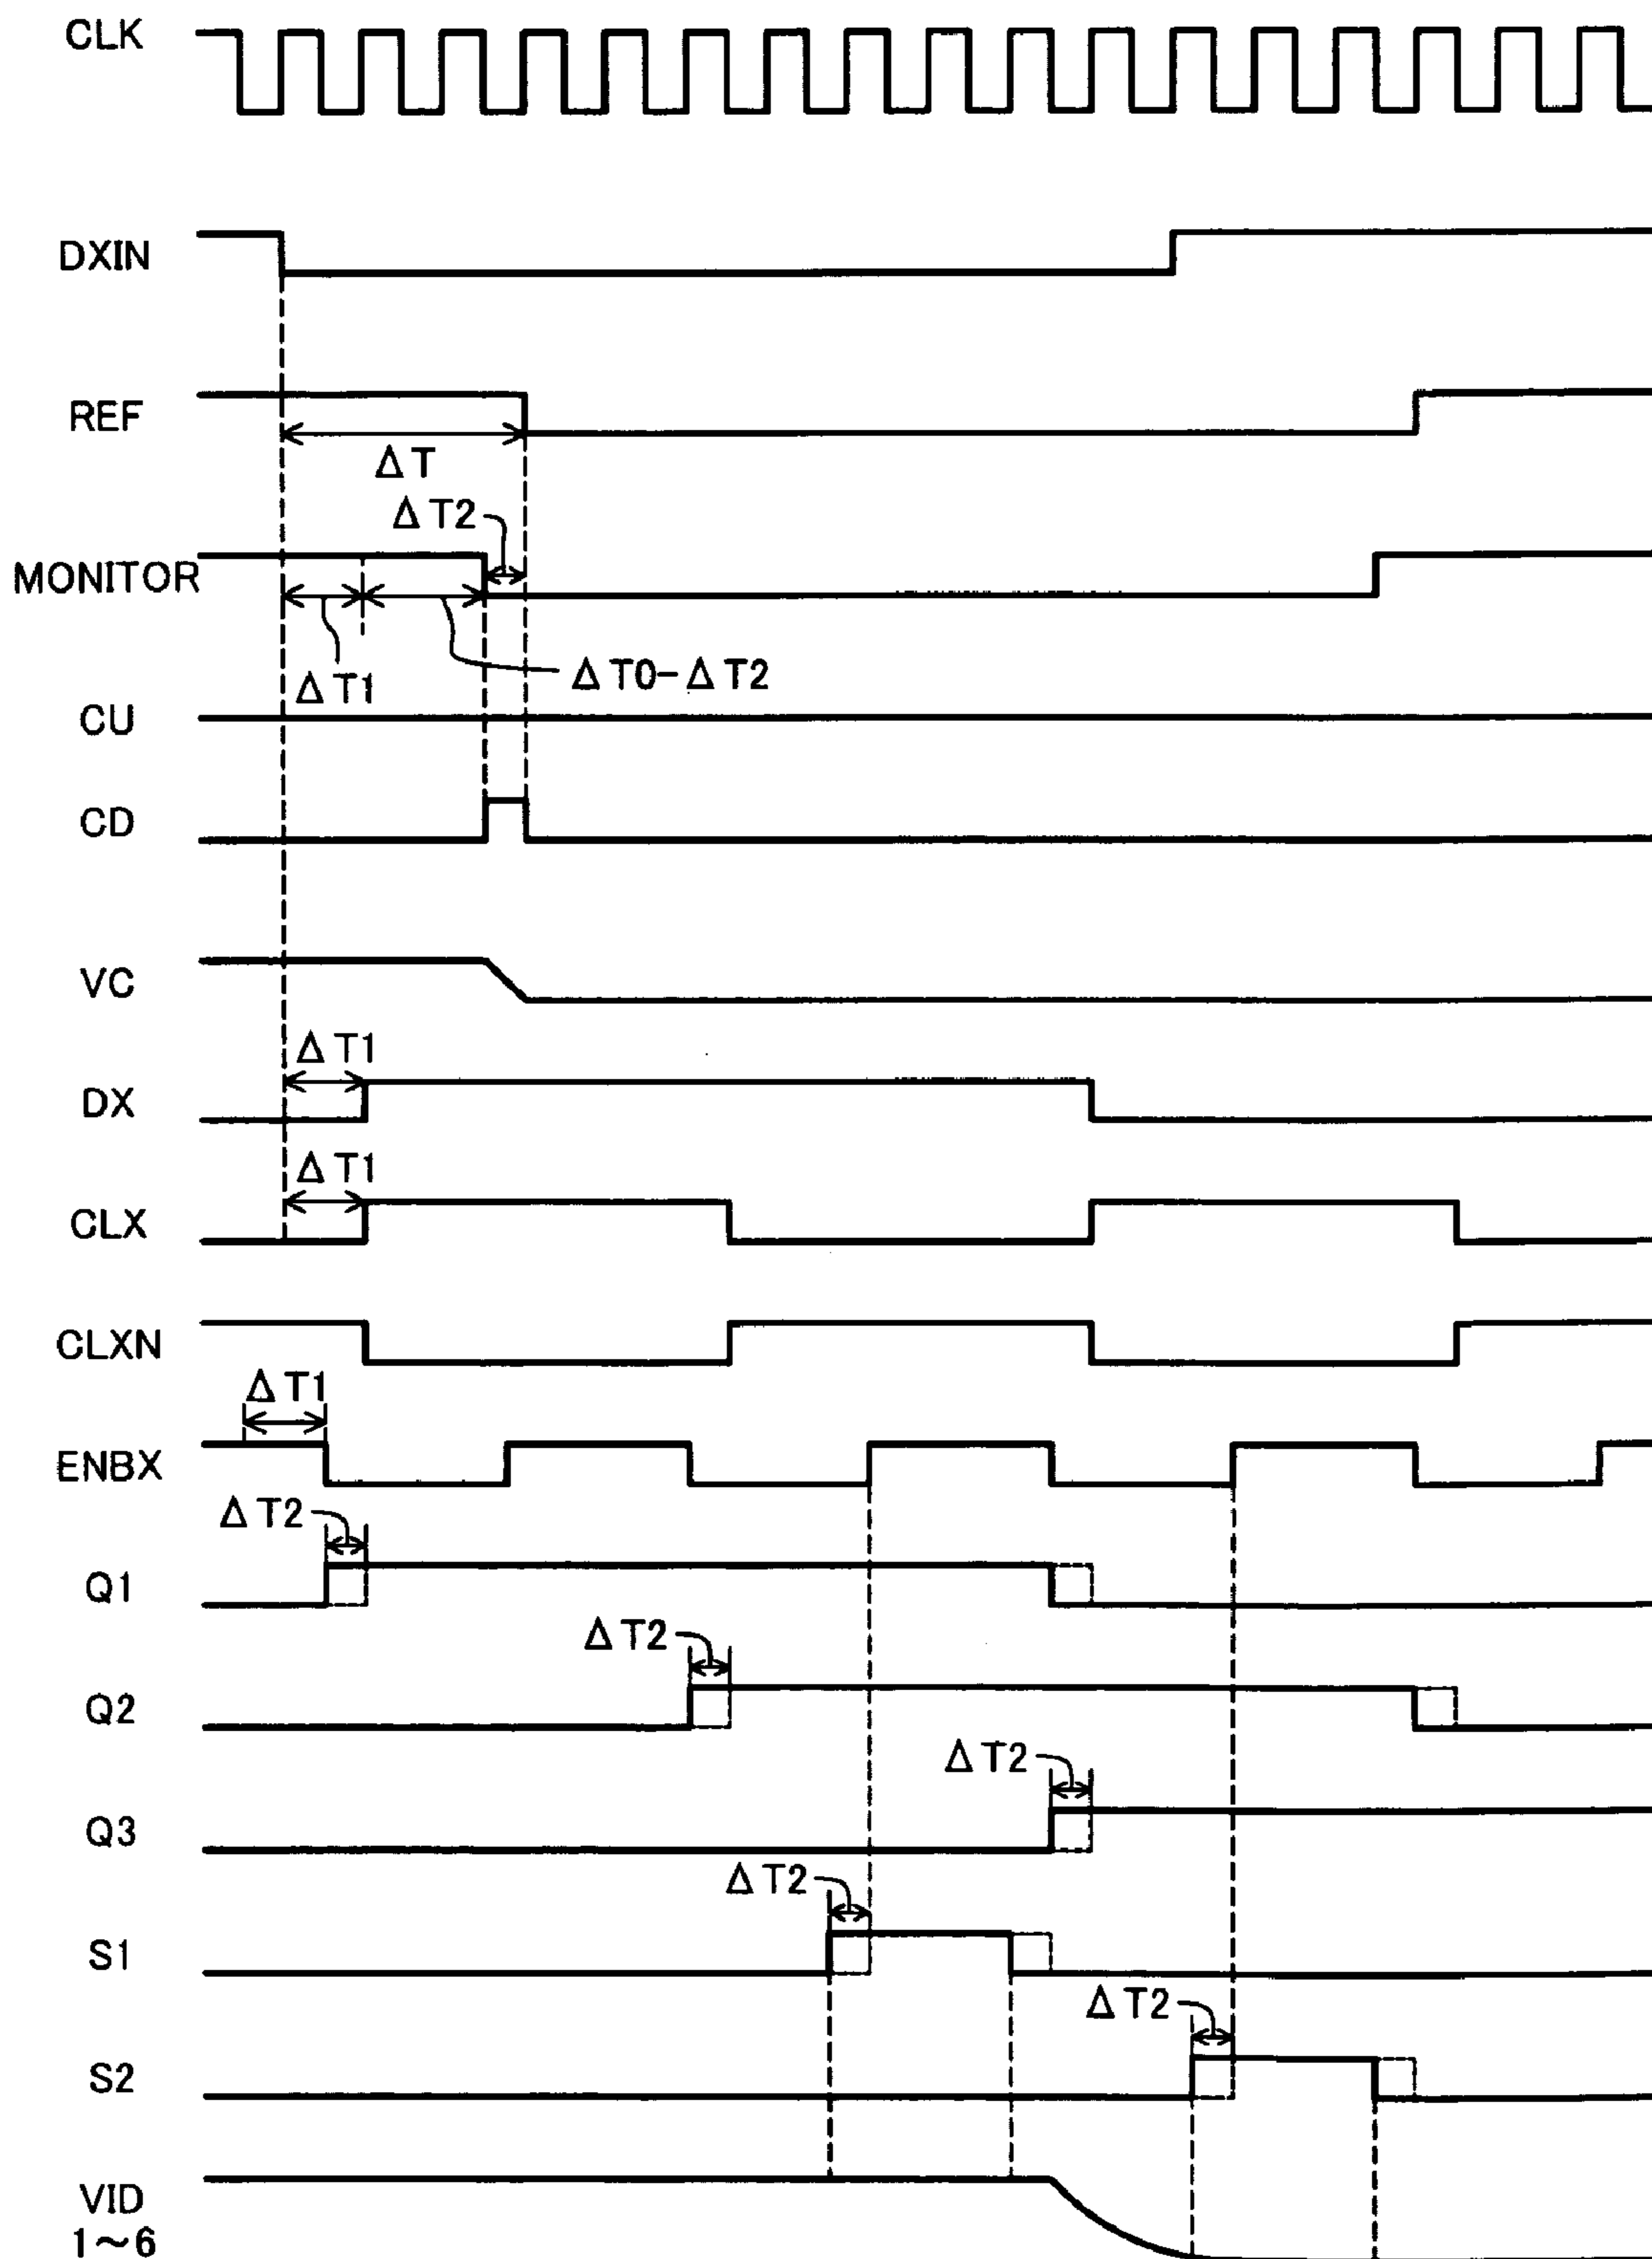 CLK
DXIN
REF
ΔT
ΔT2
MONITOR
ΔT1
ΔT0-ΔT2
CU
CD
VC
ΔT1
DX
ΔT1
CLX
CLXN
ΔT1
ENBX
ΔT2
Q1
ΔT2
Q2
ΔT2
Q3
ΔT2
S1
ΔT2
S2
VID
1～6